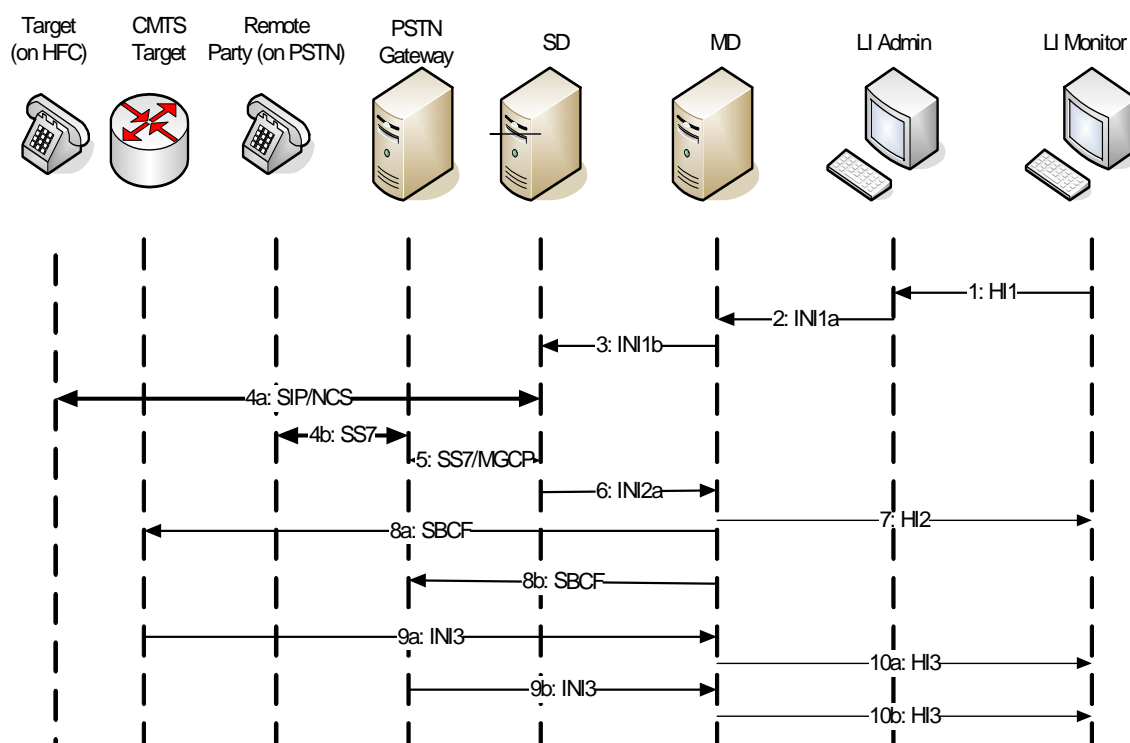 Target
(on HFC)
CMTS
Target
Remote
Party (on PSTN)
PSTN
Gateway
SD
MD
LI Admin
LI Monitor
1: HI1
2: INI1a
3: INI1b
4a: SIP/NCS
4b: SS7
5: SS7/MGCP
6: INI2a
7: HI2
8a: SBCF
8b: SBCF
9a: INI3
10a: HI3
9b: INI3
10b: HI3